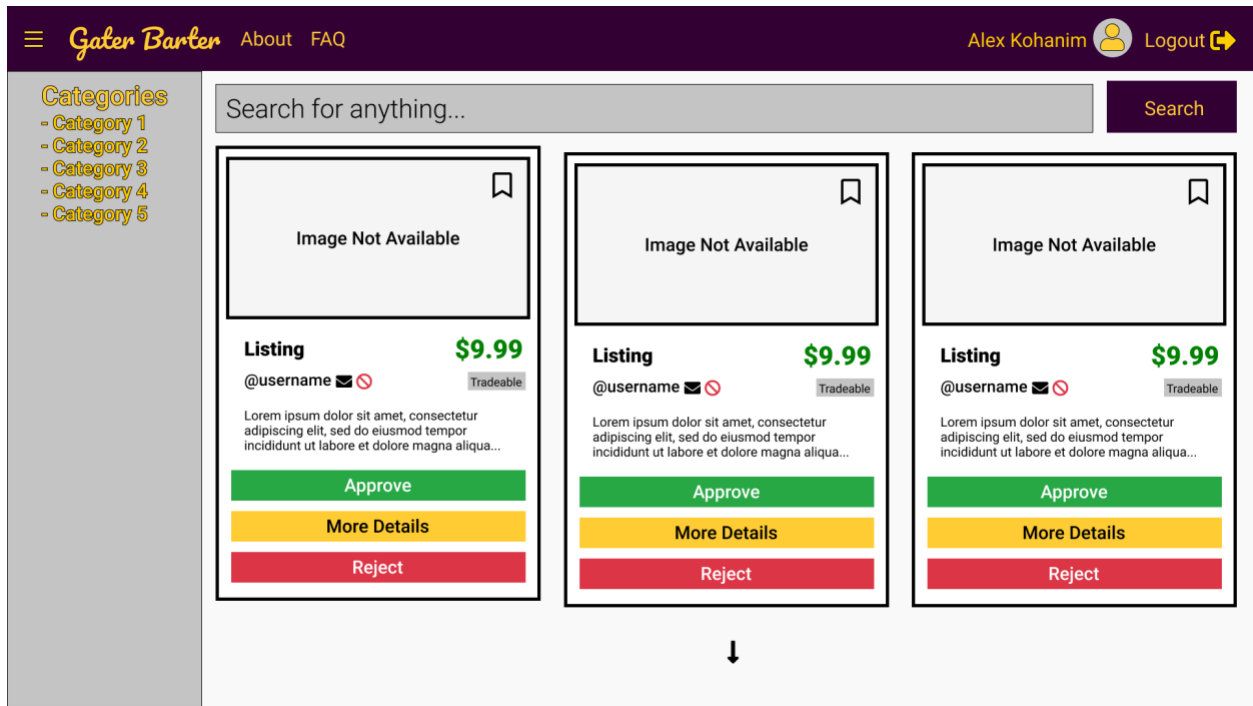 Gater Barter About FAQ Alex Kohanim Logout
Categories
- Category 1
- Category 2
- Category 3
- Category 4
- Category 5
Search for anything... Search
Image Not Available
Listing $9.99
@username Tradeable
Lorem ipsum dolor sit amet, consectetur
adipiscing elit, sed do eiusmod tempor
incididunt ut labore et dolore magna aliqua...
Approve
More Details
Reject
Image Not Available
Listing $9.99
@username Tradeable
Lorem ipsum dolor sit amet, consectetur
adipiscing elit, sed do eiusmod tempor
incididunt ut labore et dolore magna aliqua...
Approve
More Details
Reject
Image Not Available
Listing $9.99
@username Tradeable
Lorem ipsum dolor sit amet, consectetur
adipiscing elit, sed do eiusmod tempor
incididunt ut labore et dolore magna aliqua...
Approve
More Details
Reject